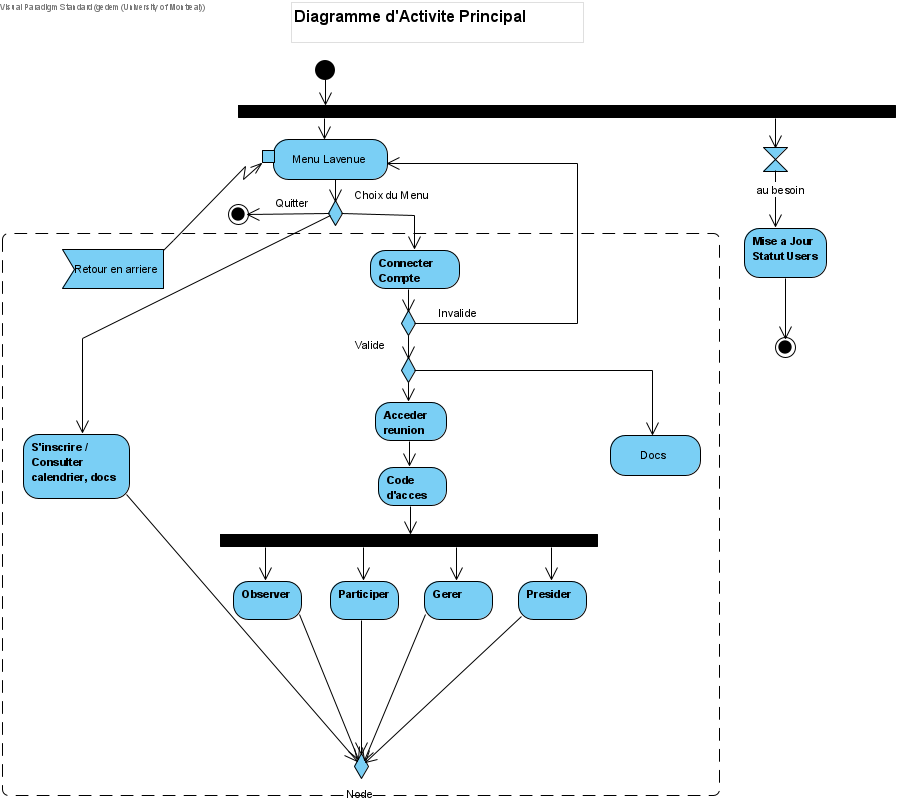 Visual Paradigm Standard (gedem (University of Montreal))
Diagramme d'Activite Principal
Menu Lavenue
Choix du Menu
Quitter
au besoin
Mise a Jour
Statut Users
Retour en arriere
Connecter
Compte
Invalide
Valide
Acceder
reunion
S'inscrire /
Consulter
calendrier, docs
Docs
Code
d'acces
Observer
Participer
Gerer
Presider
Node